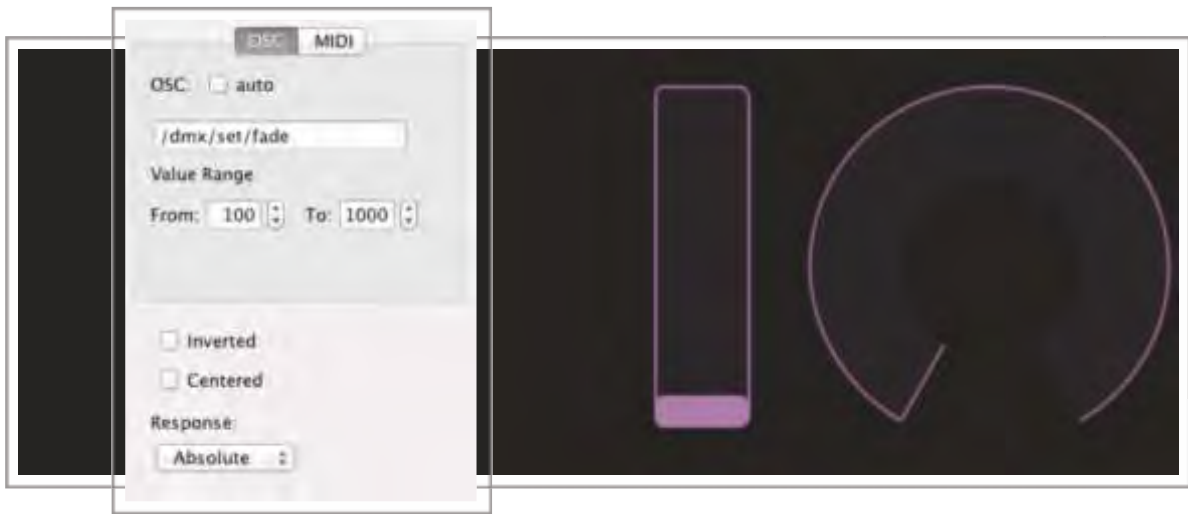 OSC MIDI
OSC: auto
/dmx/set/fade
Value Range
From: 100 To: 1000
Inverted
Centered
Response:
Absolute